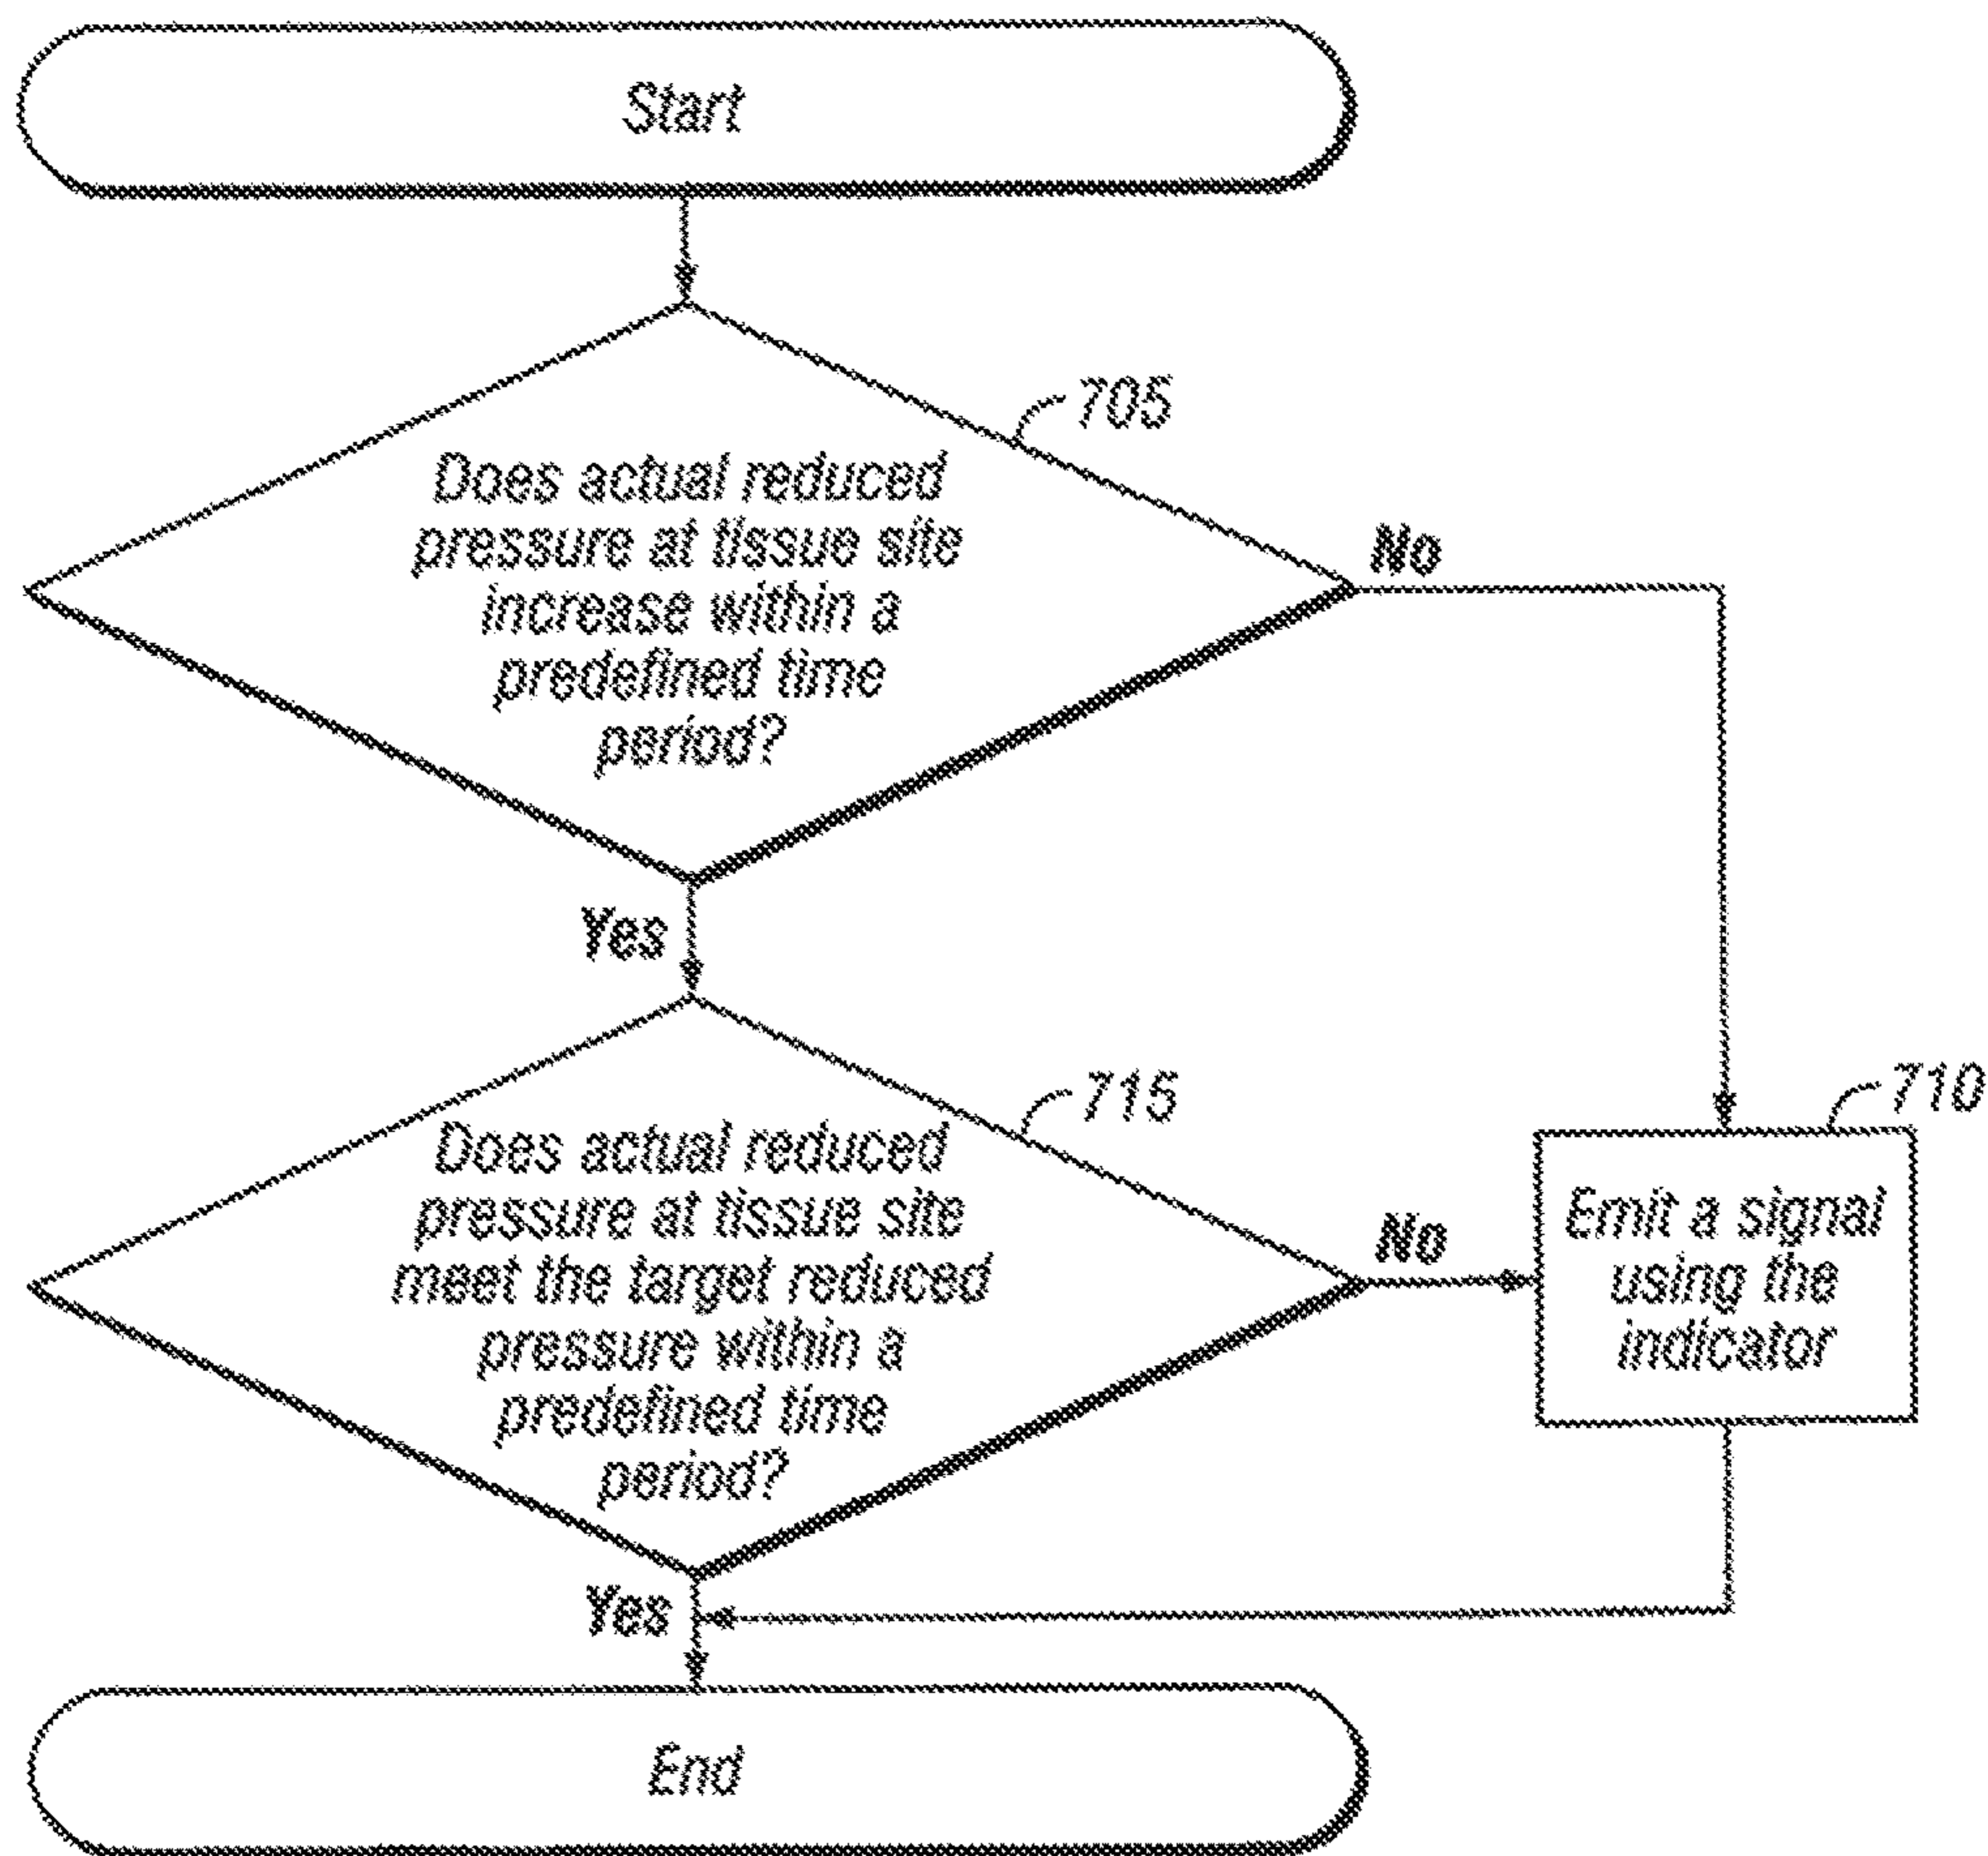 Start
705
Does actual reduced
pressure at tissue site
increase within a
predefined time
period?
No
Yes
715
710
Does actual reduced
pressure at tissue site
meet the target reduced
pressure within a
predefined time
period?
No
Emit a signal
using the
indicator
Yes
End